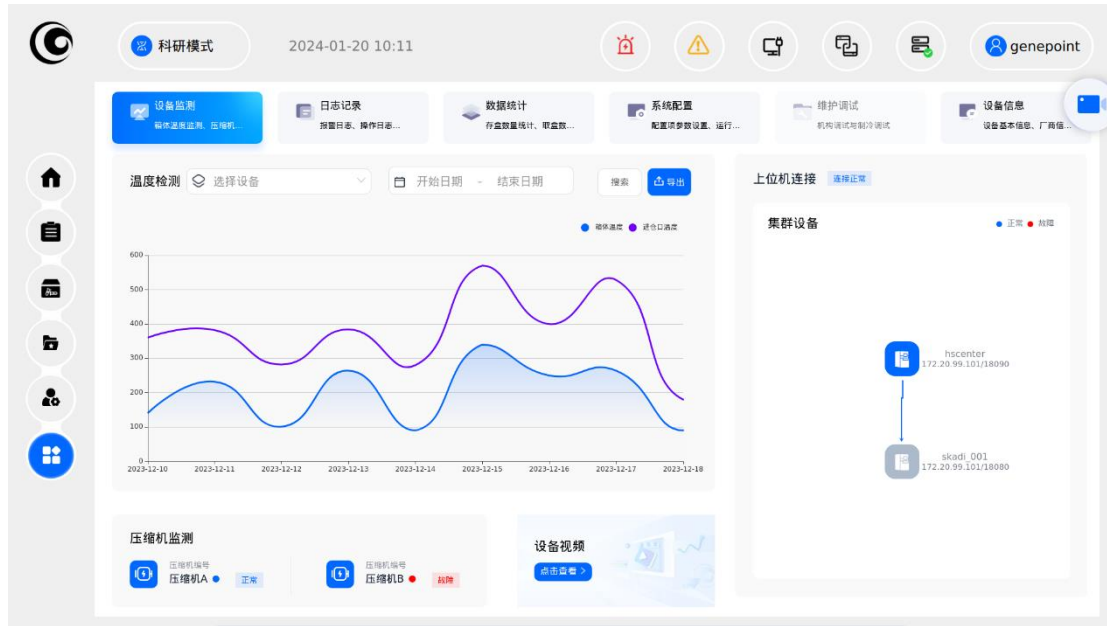 科研模式
2024-01-20 10:11
genepoint
设备监测
箱体温度监测、压缩机...
日志记录
报警日志、操作日志...
数据统计
存盒数量统计、取盒数...
系统配置
配置项参数设置、运行...
维护调试
机构调试与制冷调试
设备信息
设备基本信息、厂商信...
温度检测
选择设备
开始日期 - 结束日期
搜索
导出
箱体温度
进仓口温度
600
500
400
300
200
100
0
2023-12-10
2023-12-11
2023-12-12
2023-12-13
2023-12-14
2023-12-15
2023-12-16
2023-12-17
2023-12-18
上位机连接
连接正常
集群设备
正常
故障
hscenter
172.20.99.101/18090
skadi_001
172.20.99.101/18080
压缩机监测
压缩机编号
压缩机A
正常
压缩机编号
压缩机B
故障
设备视频
点击查看 >